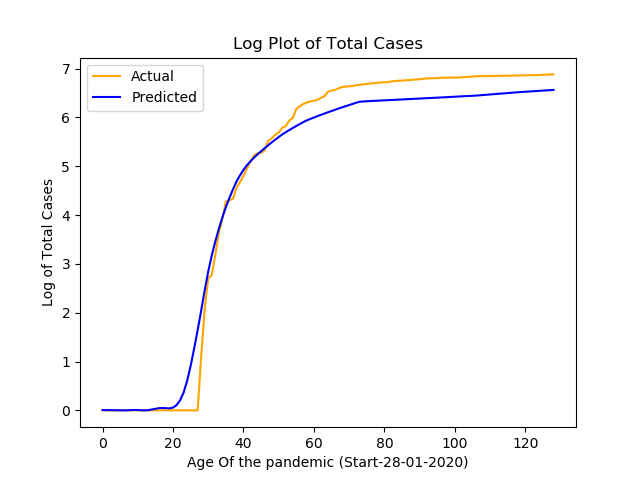 Log Plot of Total Cases
Actual
Predicted
Log of Total Cases
7
6
5
4
3
2
1
0
0 20 40 60 80 100 120
Age Of the pandemic (Start-28-01-2020)